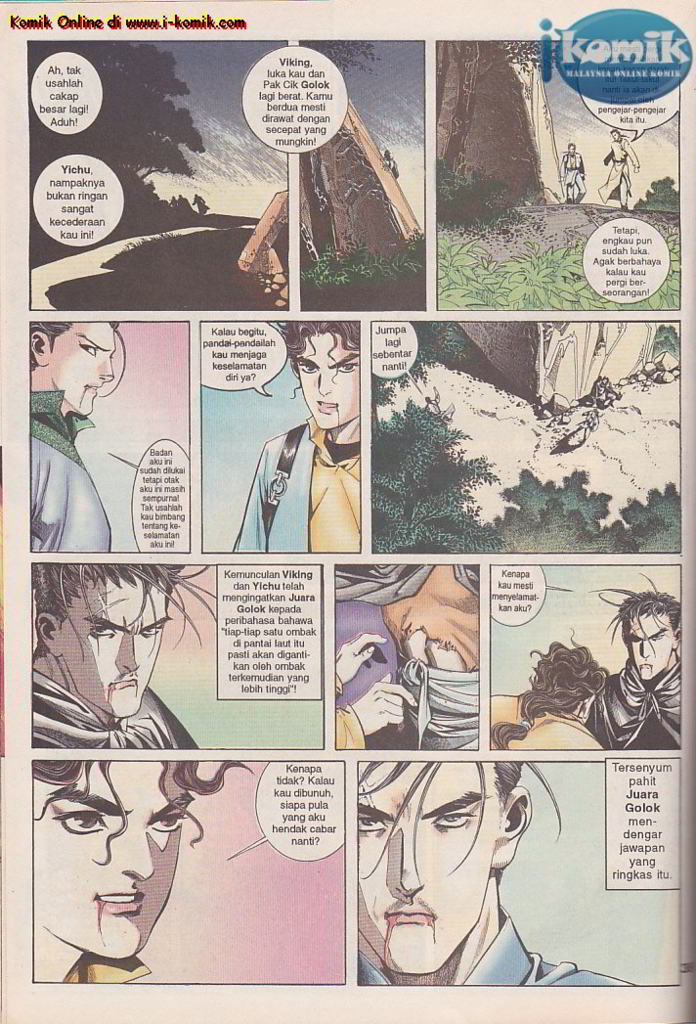 Komik Online di www.i-komik.com
ikomik
MALAYSIA ONLINE KOMIK
Ah, tak
usahlah
cakap
besar lagi!
Aduh!
Yichu,
nampaknya
bukan ringan
sangat
kecederaan
kau ini!
Viking,
luka kau dan
Pak Cik Golok
lagi berat. Kamu
berdua mesti
dirawat dengan
secepat yang
mungkin!
nanti ia akan di
oleh
pengejar-pengejar
kita itu.
Tetapi,
engkau pun
sudah luka.
Agak berbahaya
kalau kau
pergi ber-
seorangan!
Badan
aku ini
sudah dilukai
tetapi otak
aku ini masih
sempurna!
Tak usahlah
kau bimbang
tentang ke-
selamatan
aku ini!
Kalau begitu,
pandai-pandailah
kau menjaga
keselamatan
diri ya?
Jumpa
lagi
sebentar
nanti!
Kemunculan Viking
dan Yichu telah
mengingatkan Juara
Golok kepada
peribahasa bahawa
"tiap-tiap satu ombak
di pantai laut itu
pasti akan diganti-
kan oleh ombak
terkemudian yang
lebih tinggi"!
Kenapa
kau mesti
menyelamat-
kan aku?
Kenapa
tidak? Kalau
kau dibunuh,
siapa pula
yang aku
hendak cabar
nanti?
Tersenyum
pahit
Juara
Golok
men-
dengar
jawapan
yang
ringkas itu.